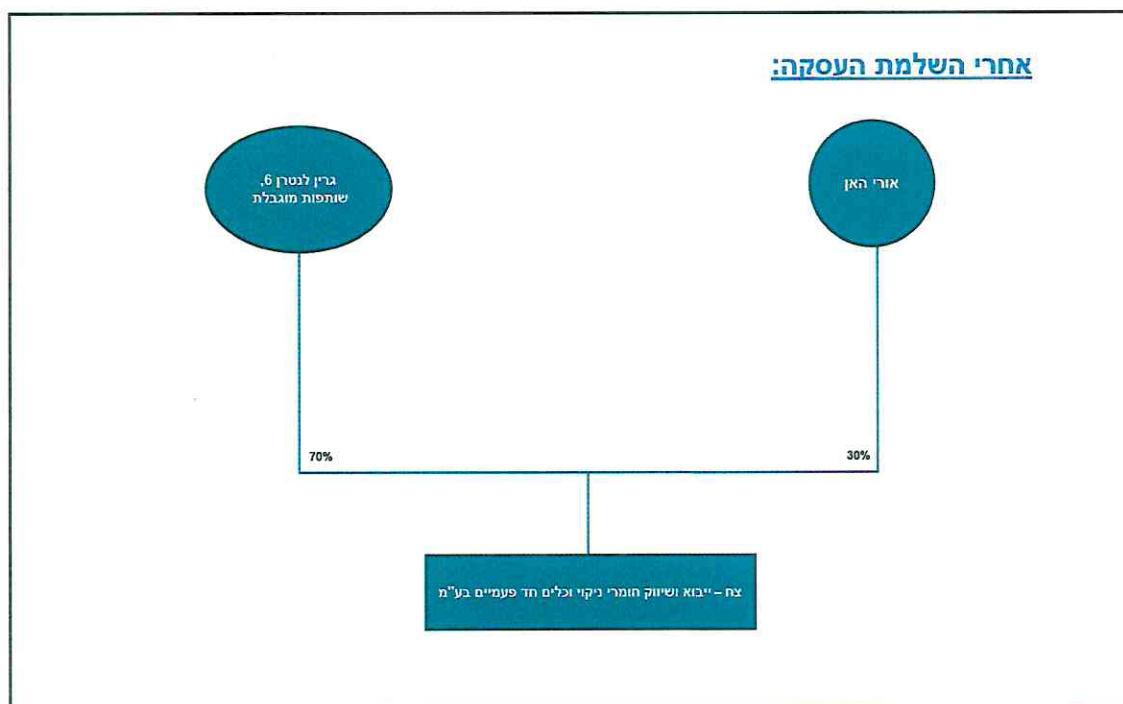 אחרי השלמת העסקה:
אורי האן
גרין לנטרן 6,
שותפות מוגבלת
30%
70%
צח – ייבוא ושיווק חומרי ניקוי וכלים חד פעמיים בע"מ